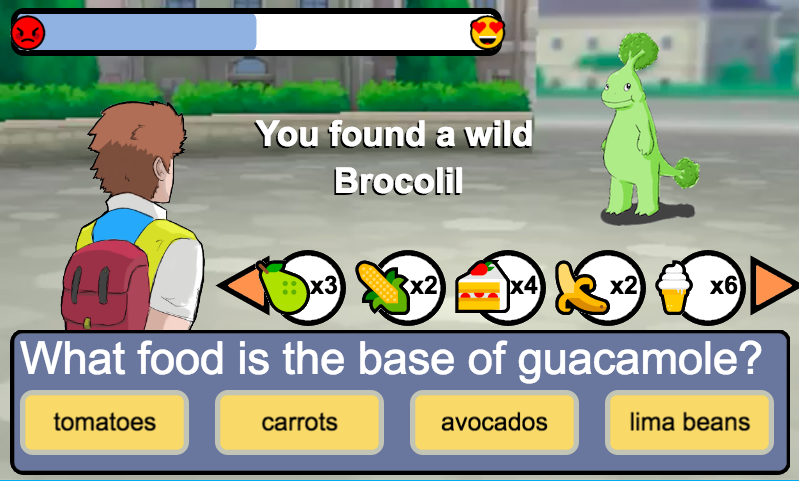 You found a wild
Brocolil
x3
x2
x4
x2
x6
What food is the base of guacamole?
tomatoes
carrots
avocados
lima beans